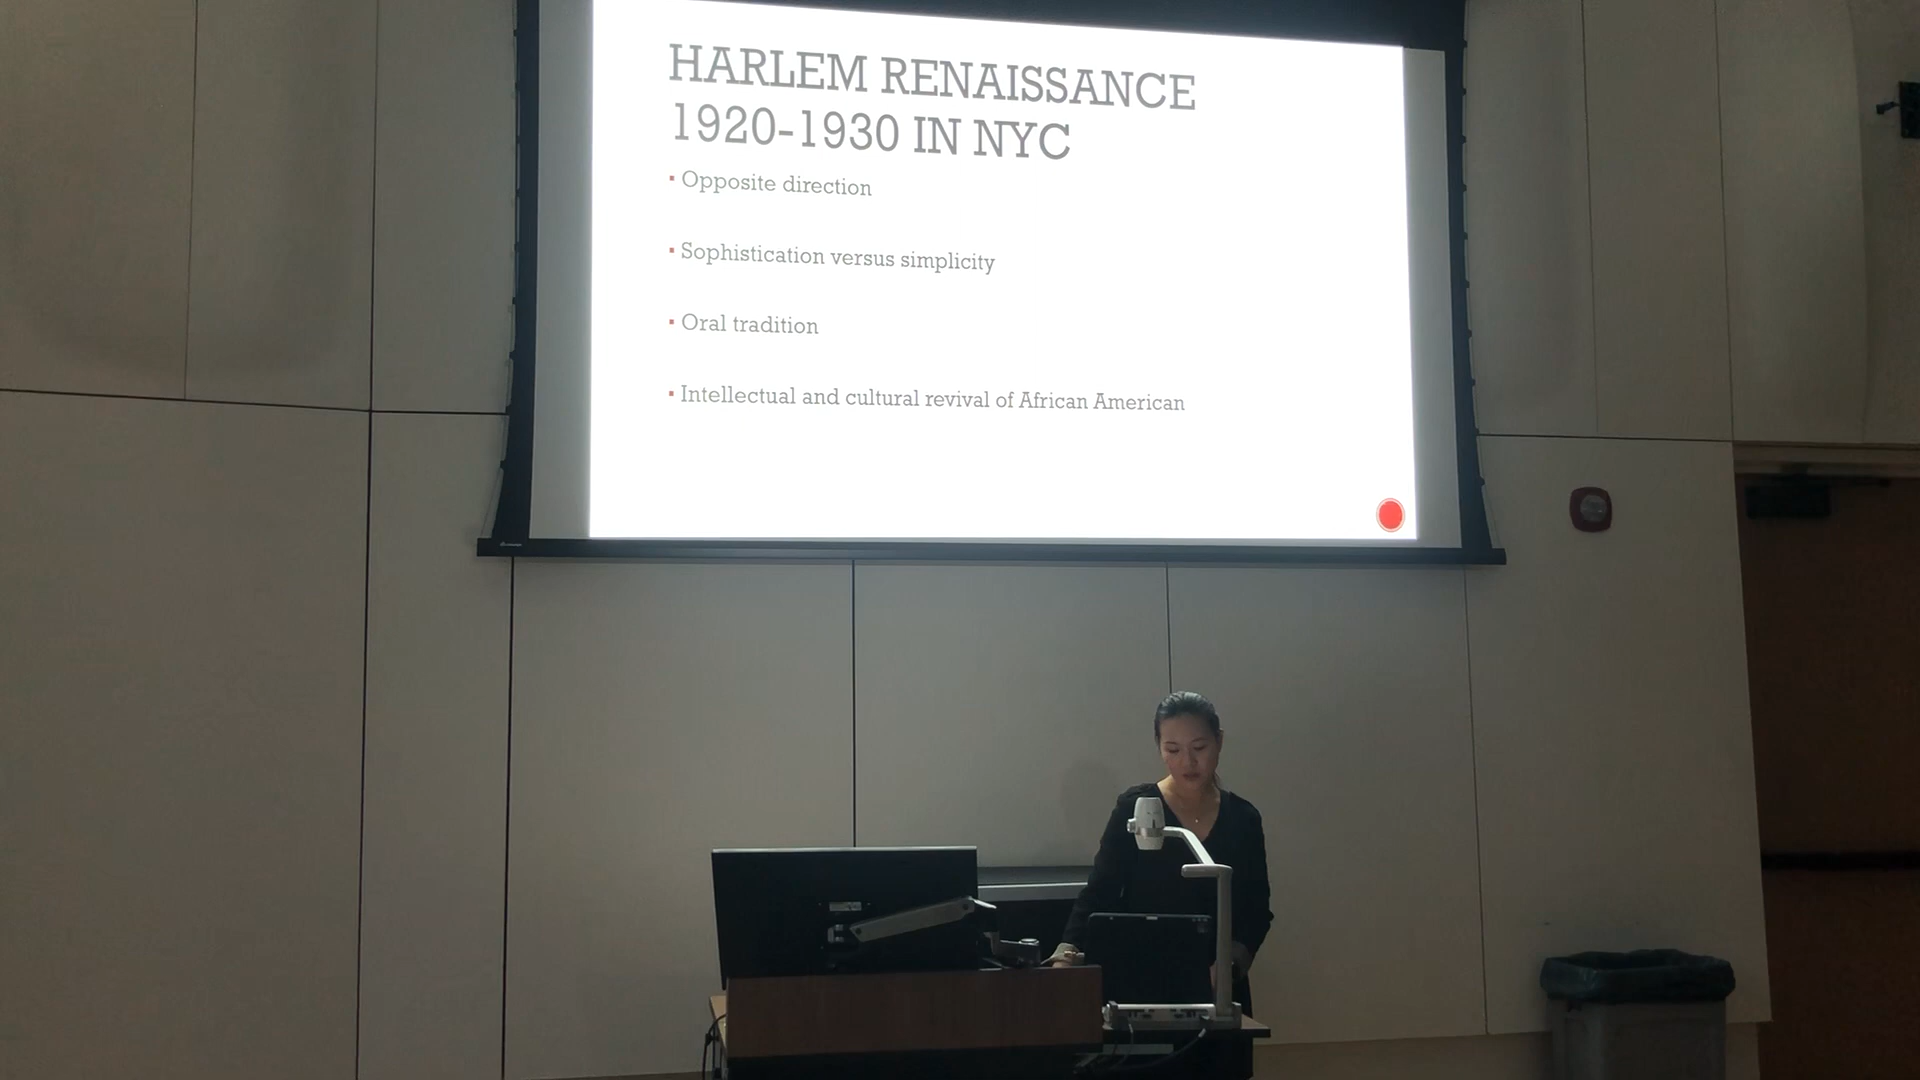 HARLEM RENAISSANCE
1920-1930 IN NYC
▪ Opposite direction
▪ Sophistication versus simplicity
▪ Oral tradition
▪ Intellectual and cultural revival of African American